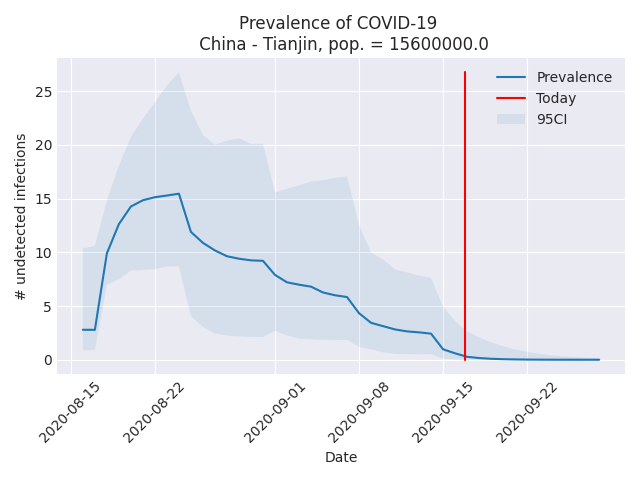 Prevalence of COVID-19
China - Tianjin, pop. = 15600000.0
Prevalence
Today
95CI
25
20
15
10
5
0
# undetected infections
2020-08-15
2020-08-22
2020-09-01
2020-09-08
2020-09-15
2020-09-22
Date